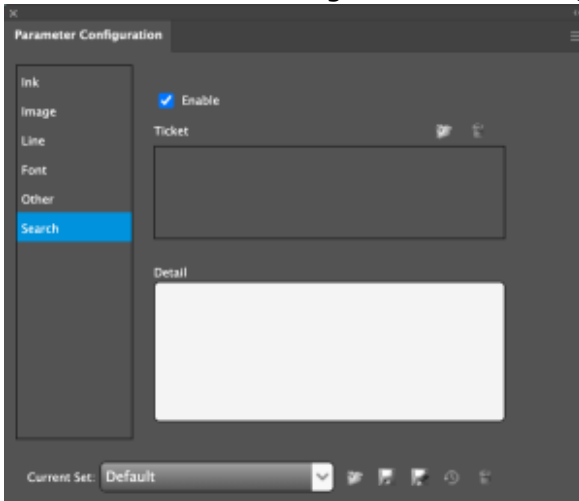 Parameter Configuration
Ink
Image
Line
Font
Other
Search
Enable
Ticket
Detail
Current Set: Default